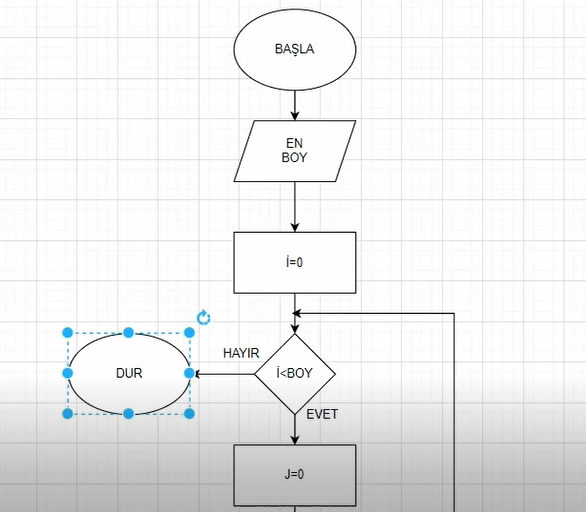 BAŞLA
EN
BOY
İ=0
HAYIR
DUR
İ<BOY
EVET
J=0